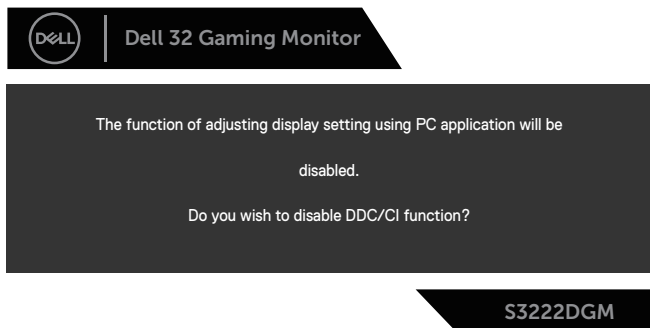 DELL
Dell 32 Gaming Monitor
The function of adjusting display setting using PC application will be
disabled.
Do you wish to disable DDC/CI function?
S3222DGM